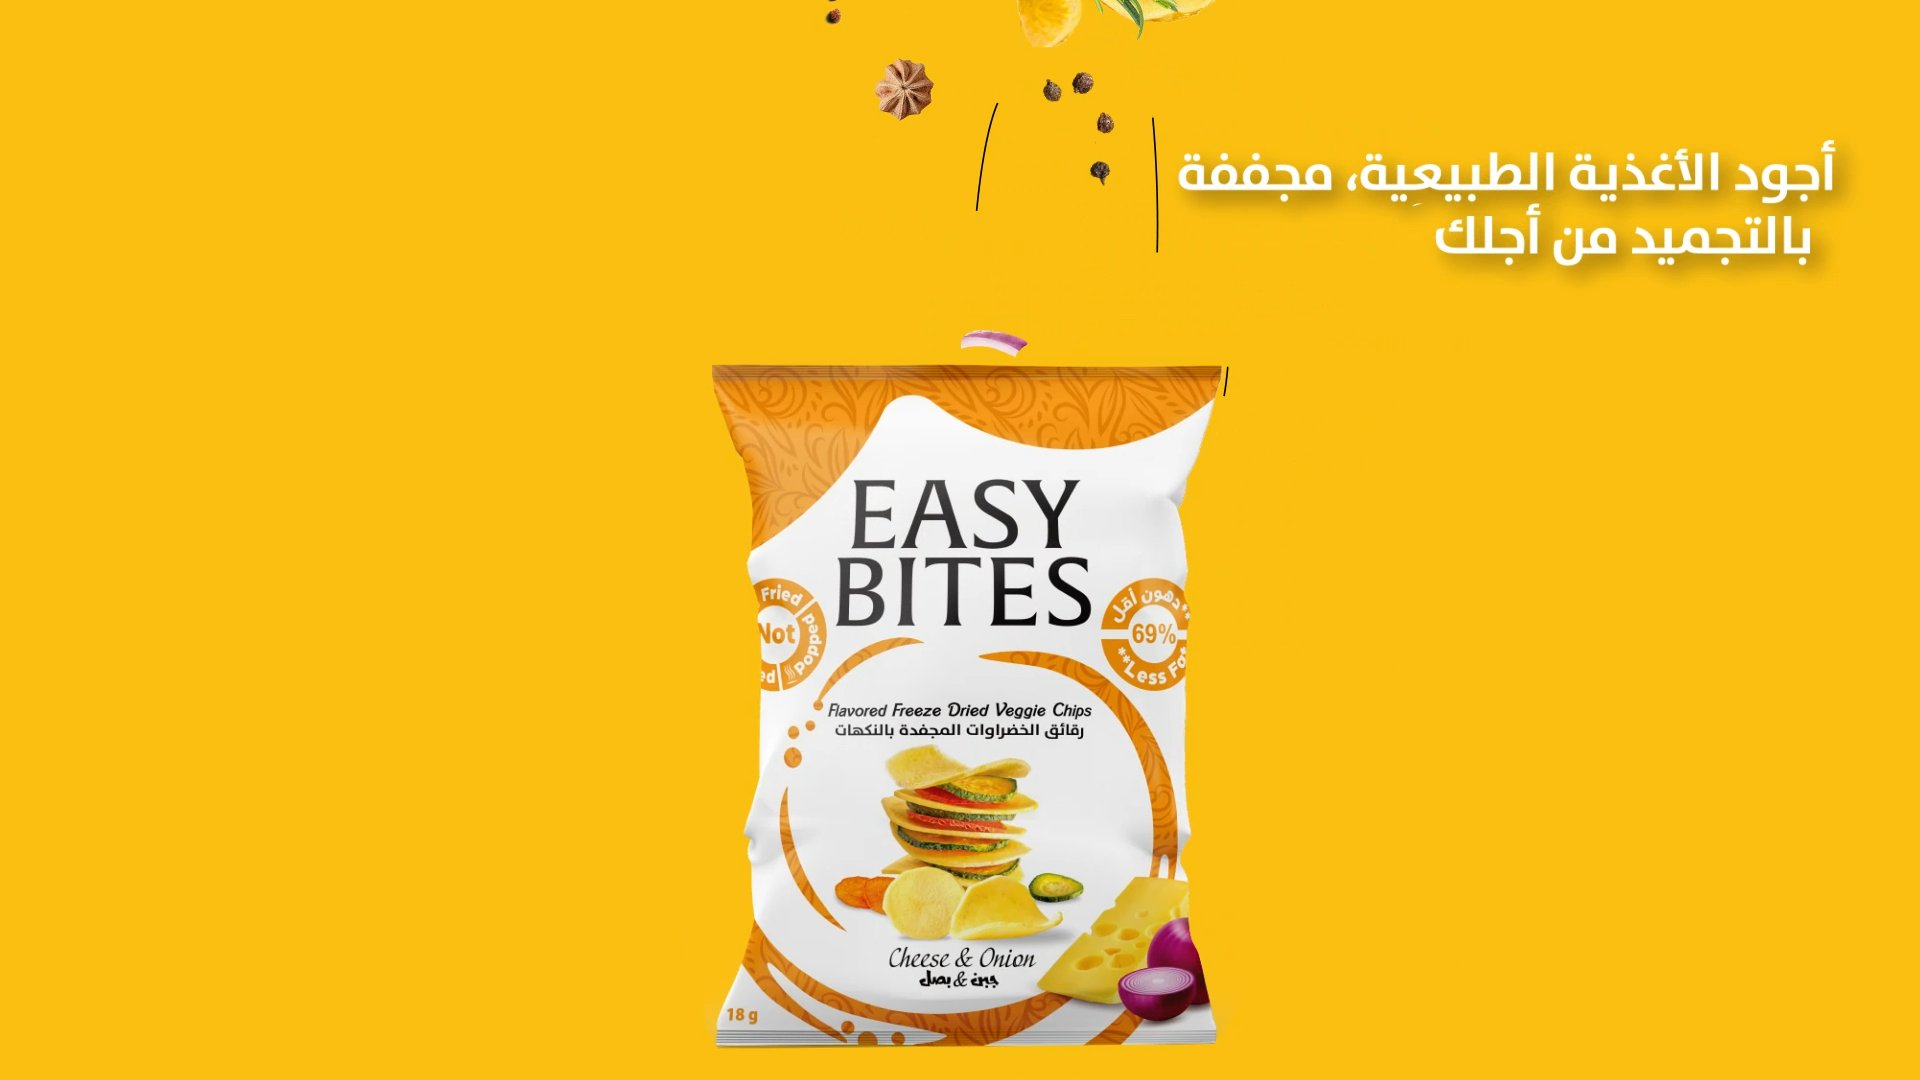 أجود الأغذية الطبيعِية، مجففة
بالتجميد من أجلك
EASY
BITES
Fried
Not
Popped
دهون أقل**
69%
**Less Fat
Flavored Freeze Dried Veggie Chips
رقائق الخضراوات المجفدة بالنكهات
Cheese & Onion
جبن & بصل
18 g